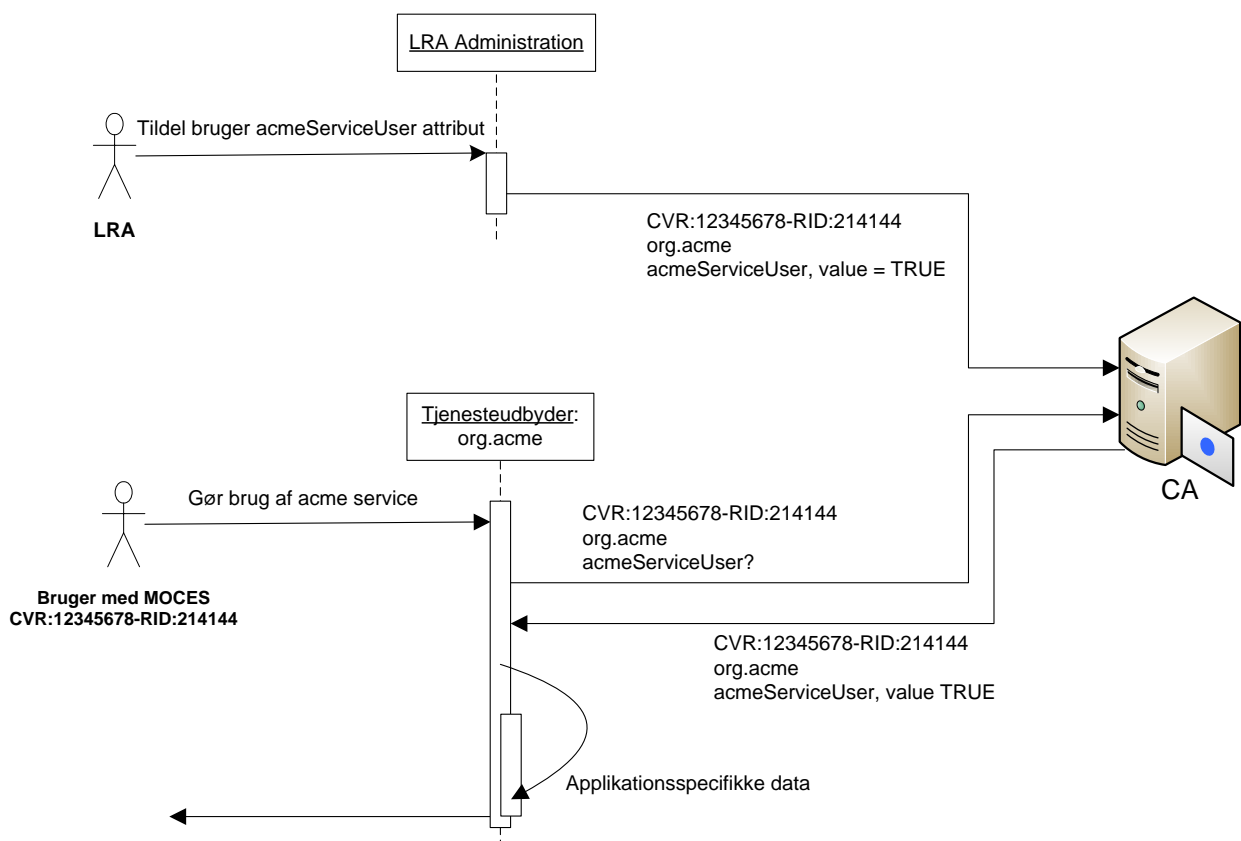 LRA Administration
Tildel bruger acmeServiceUser attribut
LRA
CVR:12345678-RID:214144
org.acme
acmeServiceUser, value = TRUE
CA
Tjenesteudbyder:
org.acme
Gør brug af acme service
Bruger med MOCES
CVR:12345678-RID:214144
CVR:12345678-RID:214144
org.acme
acmeServiceUser?
CVR:12345678-RID:214144
org.acme
acmeServiceUser, value TRUE
Applikationsspecifikke data